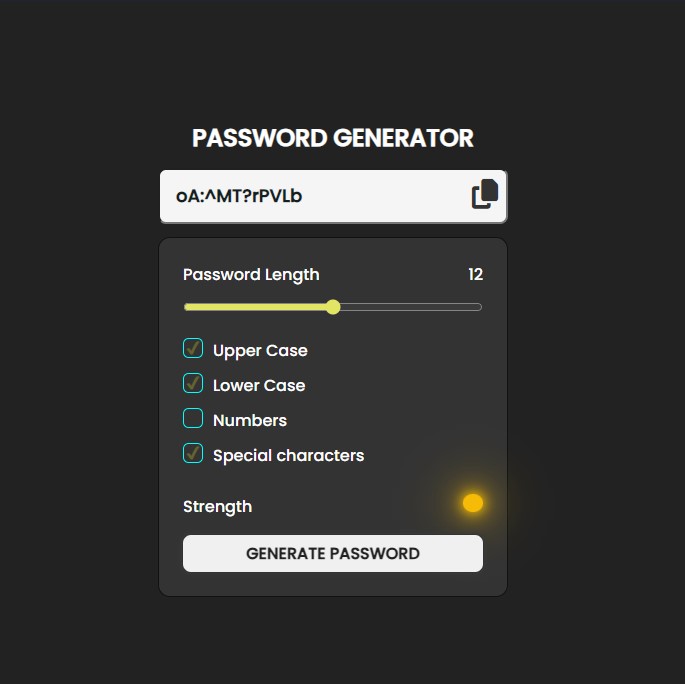 PASSWORD GENERATOR
oA:^MT?rPVLb
Password Length 12
Upper Case
Lower Case
Numbers
Special characters
Strength
GENERATE PASSWORD